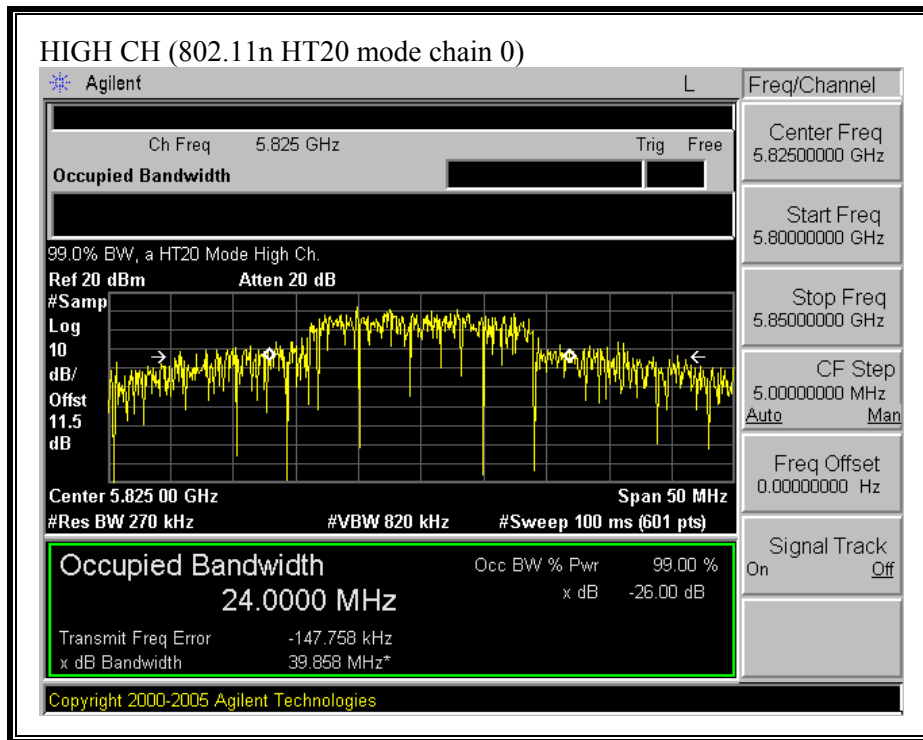 HIGH CH (802.11n HT20 mode chain 0)
Agilent L Freq/Channel
Ch Freq 5.825 GHz Trig Free
Occupied Bandwidth
Center Freq
5.82500000 GHz
Start Freq
5.80000000 GHz
Stop Freq
5.85000000 GHz
CF Step
5.00000000 MHz
Auto Man
Freq Offset
0.00000000 Hz
Signal Track
On Off
99.0% BW, a HT20 Mode High Ch.
Ref 20 dBm Atten 20 dB
#Samp
Log
10
dB/
Offst
11.5
dB
Center 5.825 00 GHz Span 50 MHz
#Res BW 270 kHz #VBW 820 kHz #Sweep 100 ms (601 pts)
Occupied Bandwidth Occ BW % Pwr 99.00 %
24.0000 MHz x dB -26.00 dB
Transmit Freq Error -147.758 kHz
x dB Bandwidth 39.858 MHz*
Copyright 2000-2005 Agilent Technologies